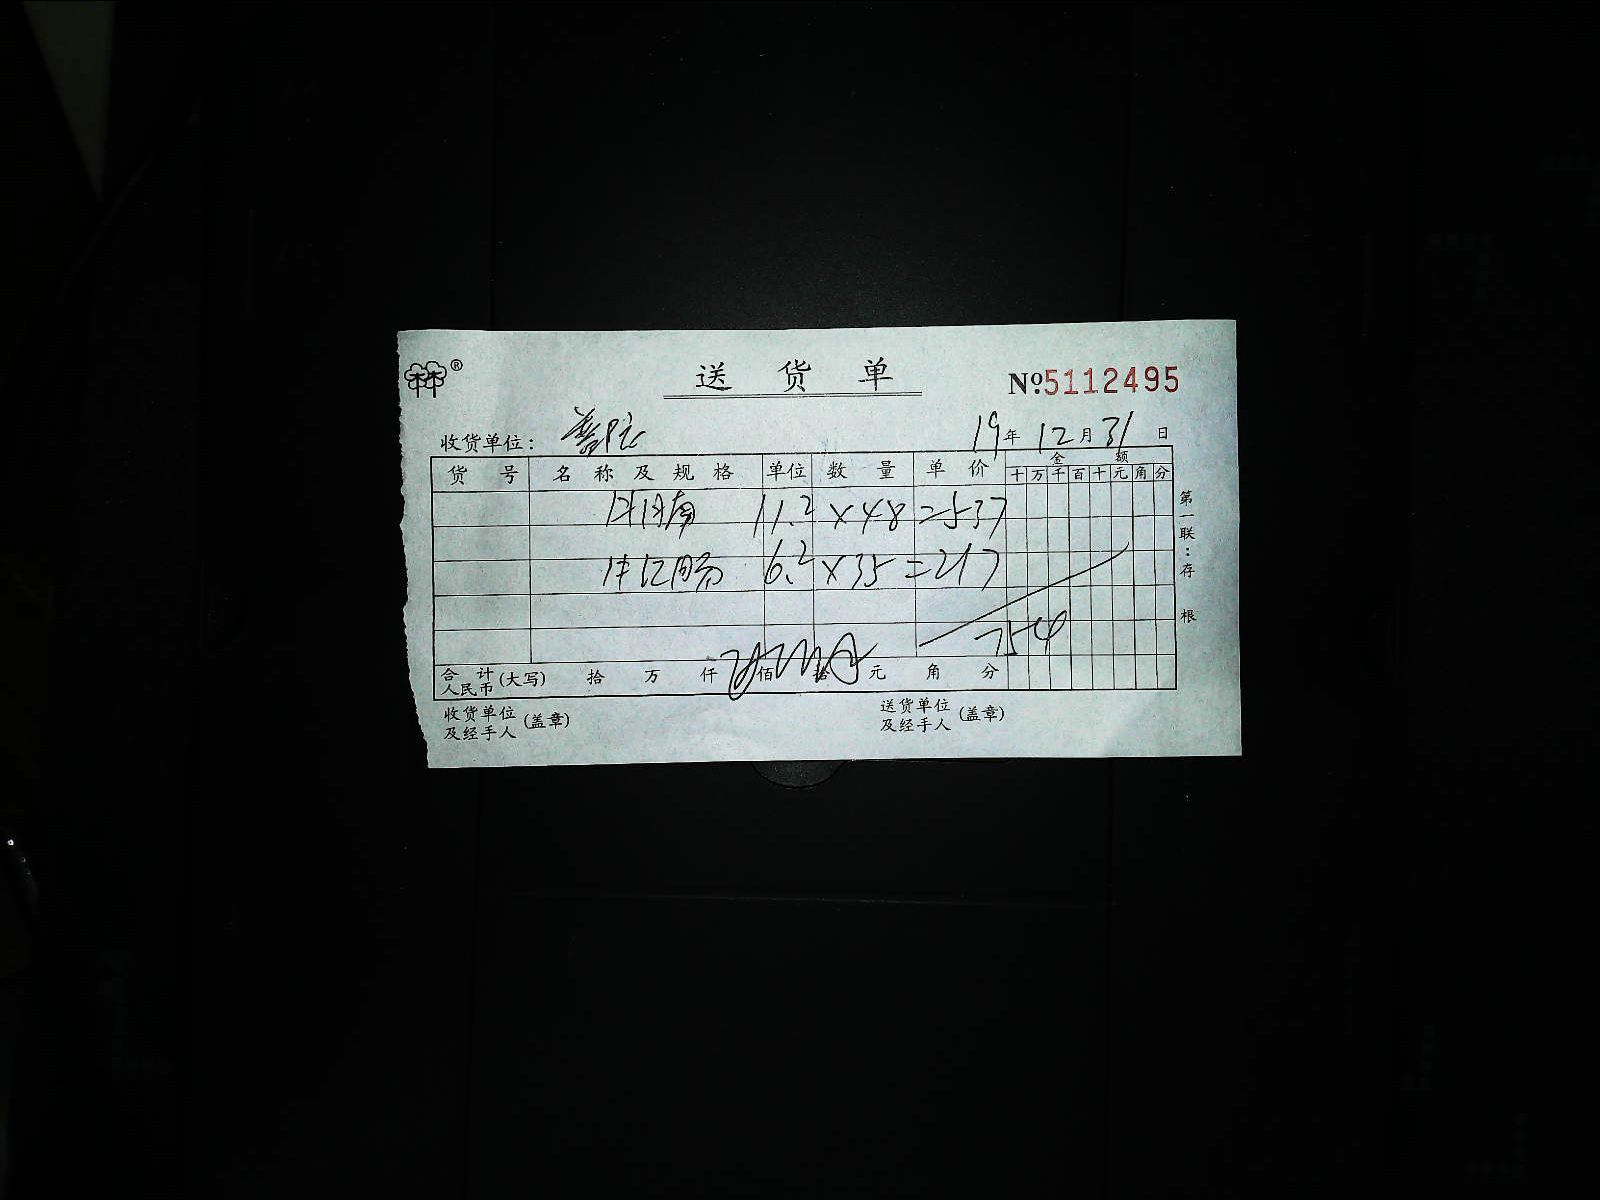 林®
送货单
No.5112495
收货单位：
19年12月31日
货号 名称及规格 单位 数量 单价 金额
十万千百十元角分
11.2×48=537
6.2×35=217
754
合计人民币(大写) 拾 万 仟 佰 拾 元 角 分
收货单位及经手人(盖章)
送货单位及经手人(盖章)
第一联：存根